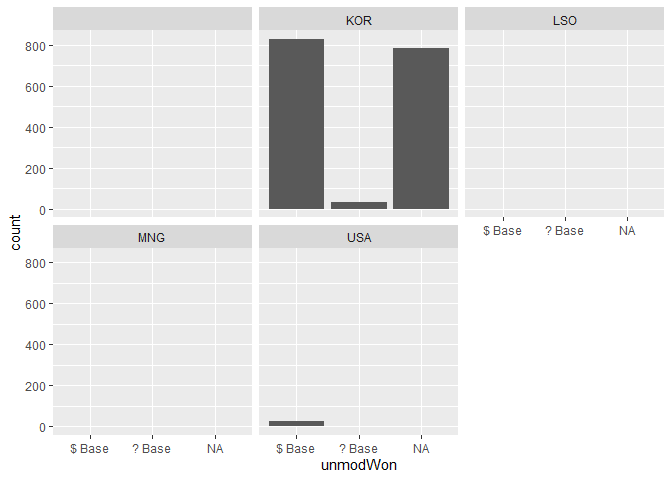 KOR
LSO
800
600
400
200
0
$ Base
? Base
NA
count
MNG
USA
800
600
400
200
0
$ Base
? Base
NA
$ Base
? Base
NA
unmodWon